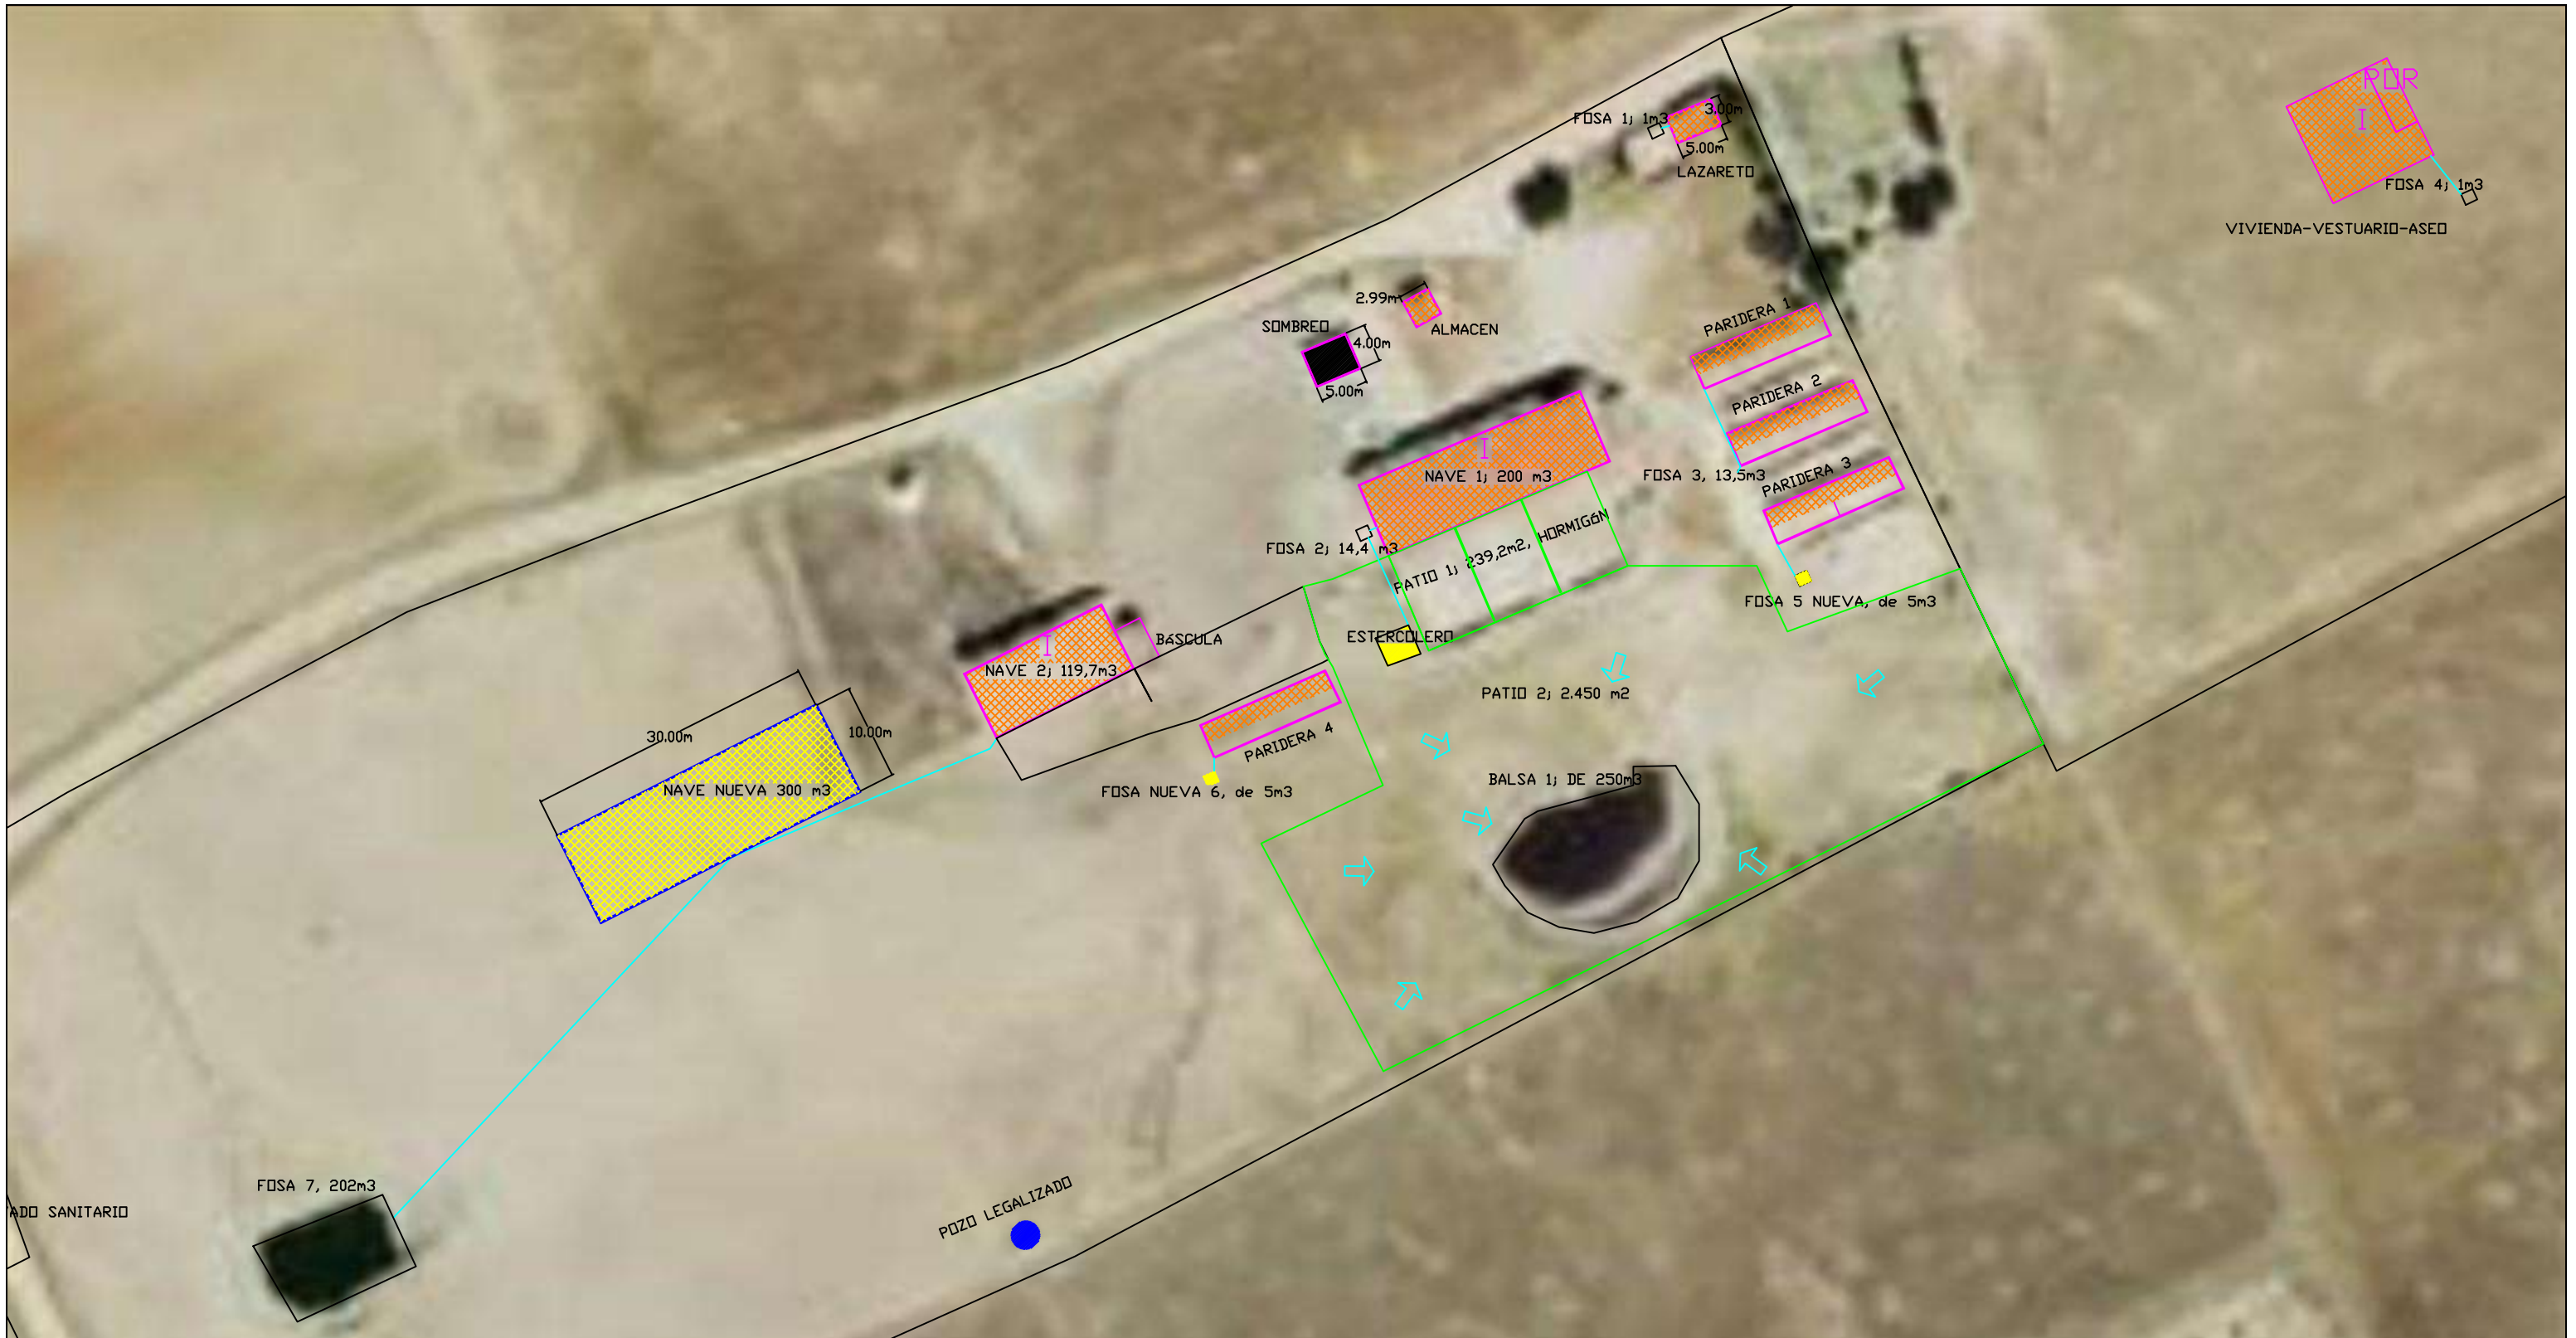 POR
I
FOSA 1; 1m3
3.00m
5.00m
LAZARETO
FOSA 4; 1m3
VIVIENDA-VESTUARIO-ASEO
2.99m
ALMACEN
SOMBREO
4.00m
5.00m
PARIDERA 1
PARIDERA 2
PARIDERA 3
I
NAVE 1; 200 m3
FOSA 3, 13,5m3
FOSA 2; 14,4 m3
PATIO 1; 239,2m2, HORMIGóN
FOSA 5 NUEVA, de 5m3
ESTERCOLERO
BáSCULA
I
NAVE 2; 119,7m3
PATIO 2; 2.450 m2
30.00m
10.00m
PARIDERA 4
NAVE NUEVA 300 m3
FOSA NUEVA 6, de 5m3
BALSA 1; DE 250m3
FOSA 7, 202m3
ADO SANITARIO
POZO LEGALIZADO